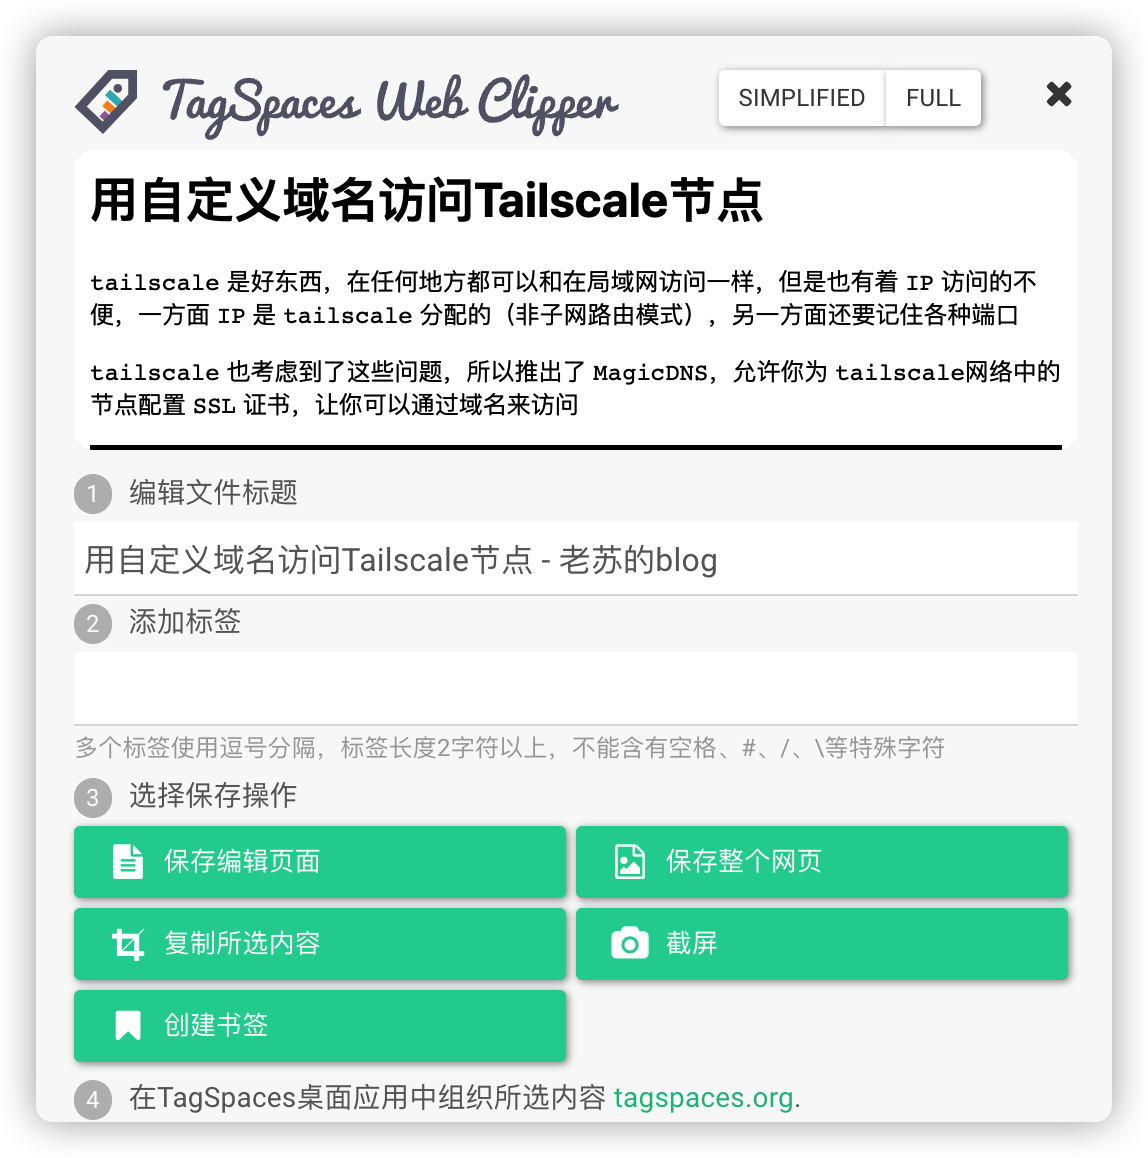 TagSpaces Web Clipper
SIMPLIFIED
FULL
用自定义域名访问Tailscale节点
tailscale 是好东西，在任何地方都可以和在局域网访问一样，但是也有着 IP 访问的不
便，一方面 IP 是 tailscale 分配的（非子网路由模式），另一方面还要记住各种端口
tailscale 也考虑到了这些问题，所以推出了 MagicDNS，允许你为 tailscale网络中的
节点配置 SSL 证书，让你可以通过域名来访问
1 编辑文件标题
用自定义域名访问Tailscale节点 - 老苏的blog
2 添加标签
多个标签使用逗号分隔，标签长度2字符以上，不能含有空格、#、/、\等特殊字符
3 选择保存操作
保存编辑页面
保存整个网页
复制所选内容
截屏
创建书签
4 在TagSpaces桌面应用中组织所选内容 tagspaces.org.